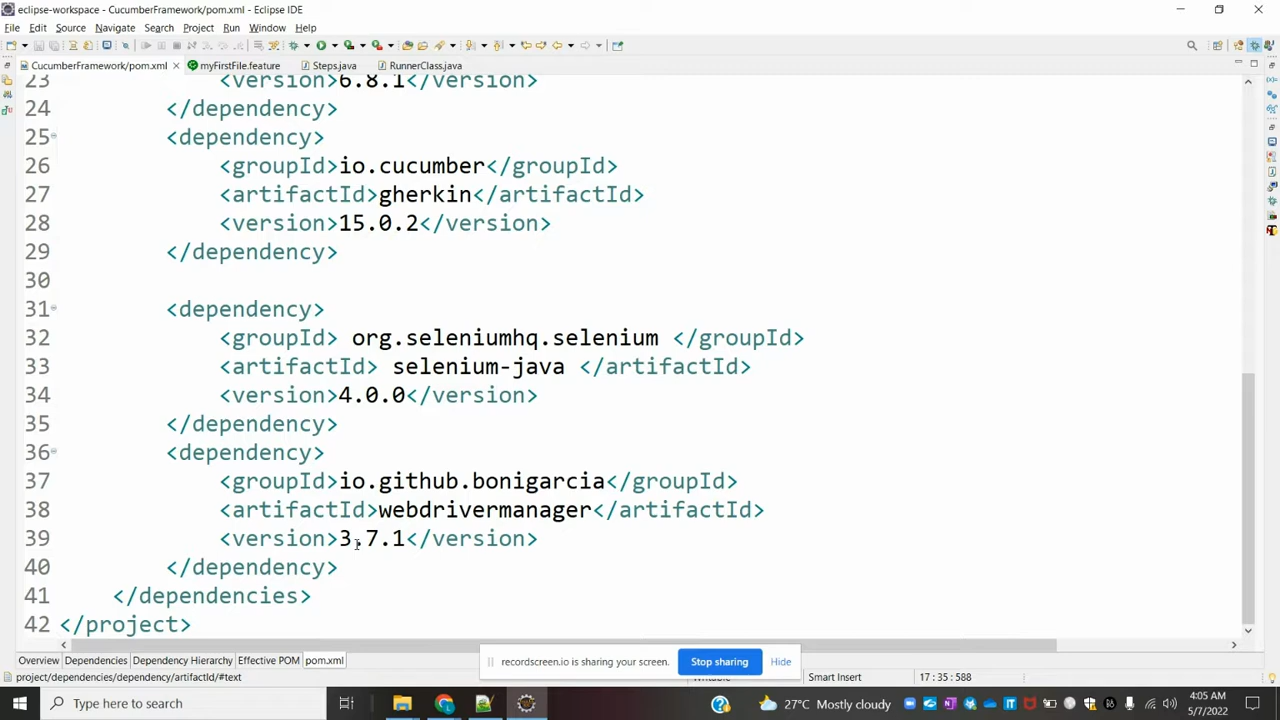 eclipse-workspace - CucumberFramework/pom.xml - Eclipse IDE
File Edit Source Navigate Search Project Run Window Help
CucumberFramework/pom.xml myFirstFile.feature Steps.java RunnerClass.java
23 <version>6.8.1</version>
24 </dependency>
25 <dependency>
26 <groupId>io.cucumber</groupId>
27 <artifactId>gherkin</artifactId>
28 <version>15.0.2</version>
29 </dependency>
30
31 <dependency>
32 <groupId> org.seleniumhq.selenium </groupId>
33 <artifactId> selenium-java </artifactId>
34 <version>4.0.0</version>
35 </dependency>
36 <dependency>
37 <groupId>io.github.bonigarcia</groupId>
38 <artifactId>webdrivermanager</artifactId>
39 <version>3.7.1</version>
40 </dependency>
41 </dependencies>
42 </project>
recordscreen.io is sharing your screen. Stop sharing Hide
Overview Dependencies Dependency Hierarchy Effective POM pom.xml
project/dependencies/dependency/artifactId/#text Writable Smart Insert 17 : 35 : 588
Type here to search 27°C Mostly cloudy 4:05 AM
5/7/2022